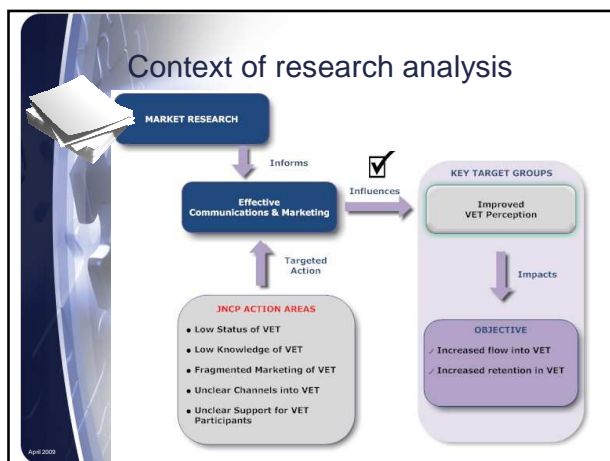 Context of research analysis
MARKET RESEARCH
Informs
Effective
Communications & Marketing
Influences
KEY TARGET GROUPS
Improved
VET Perception
Targeted
Action
Impacts
JNCP ACTION AREAS
• Low Status of VET
• Low Knowledge of VET
• Fragmented Marketing of VET
• Unclear Channels into VET
• Unclear Support for VET
Participants
OBJECTIVE
✓ Increased flow into VET
✓ Increased retention in VET
April 2009